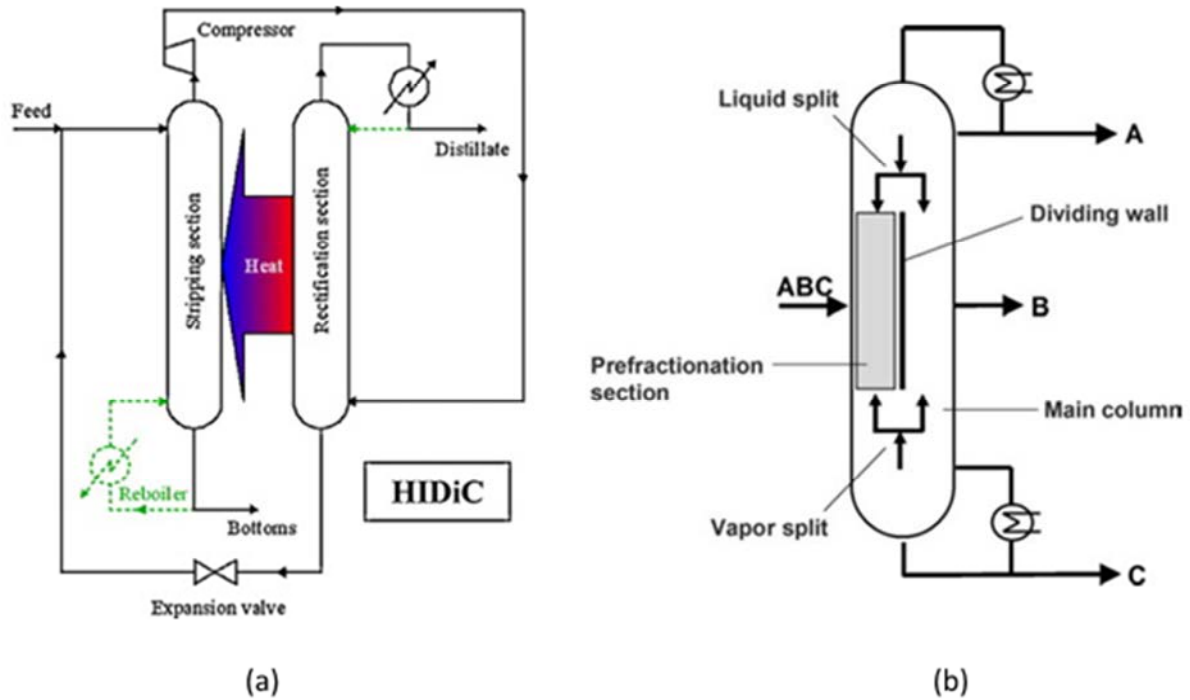 Compressor
Feed
Distillate
Stripping section
Heat
Rectification section
Reboiler
Bottoms
HIDiC
Expansion valve
(a)
Liquid split
A
Dividing wall
ABC
B
Prefractionation
section
Main column
Vapor split
C
(b)